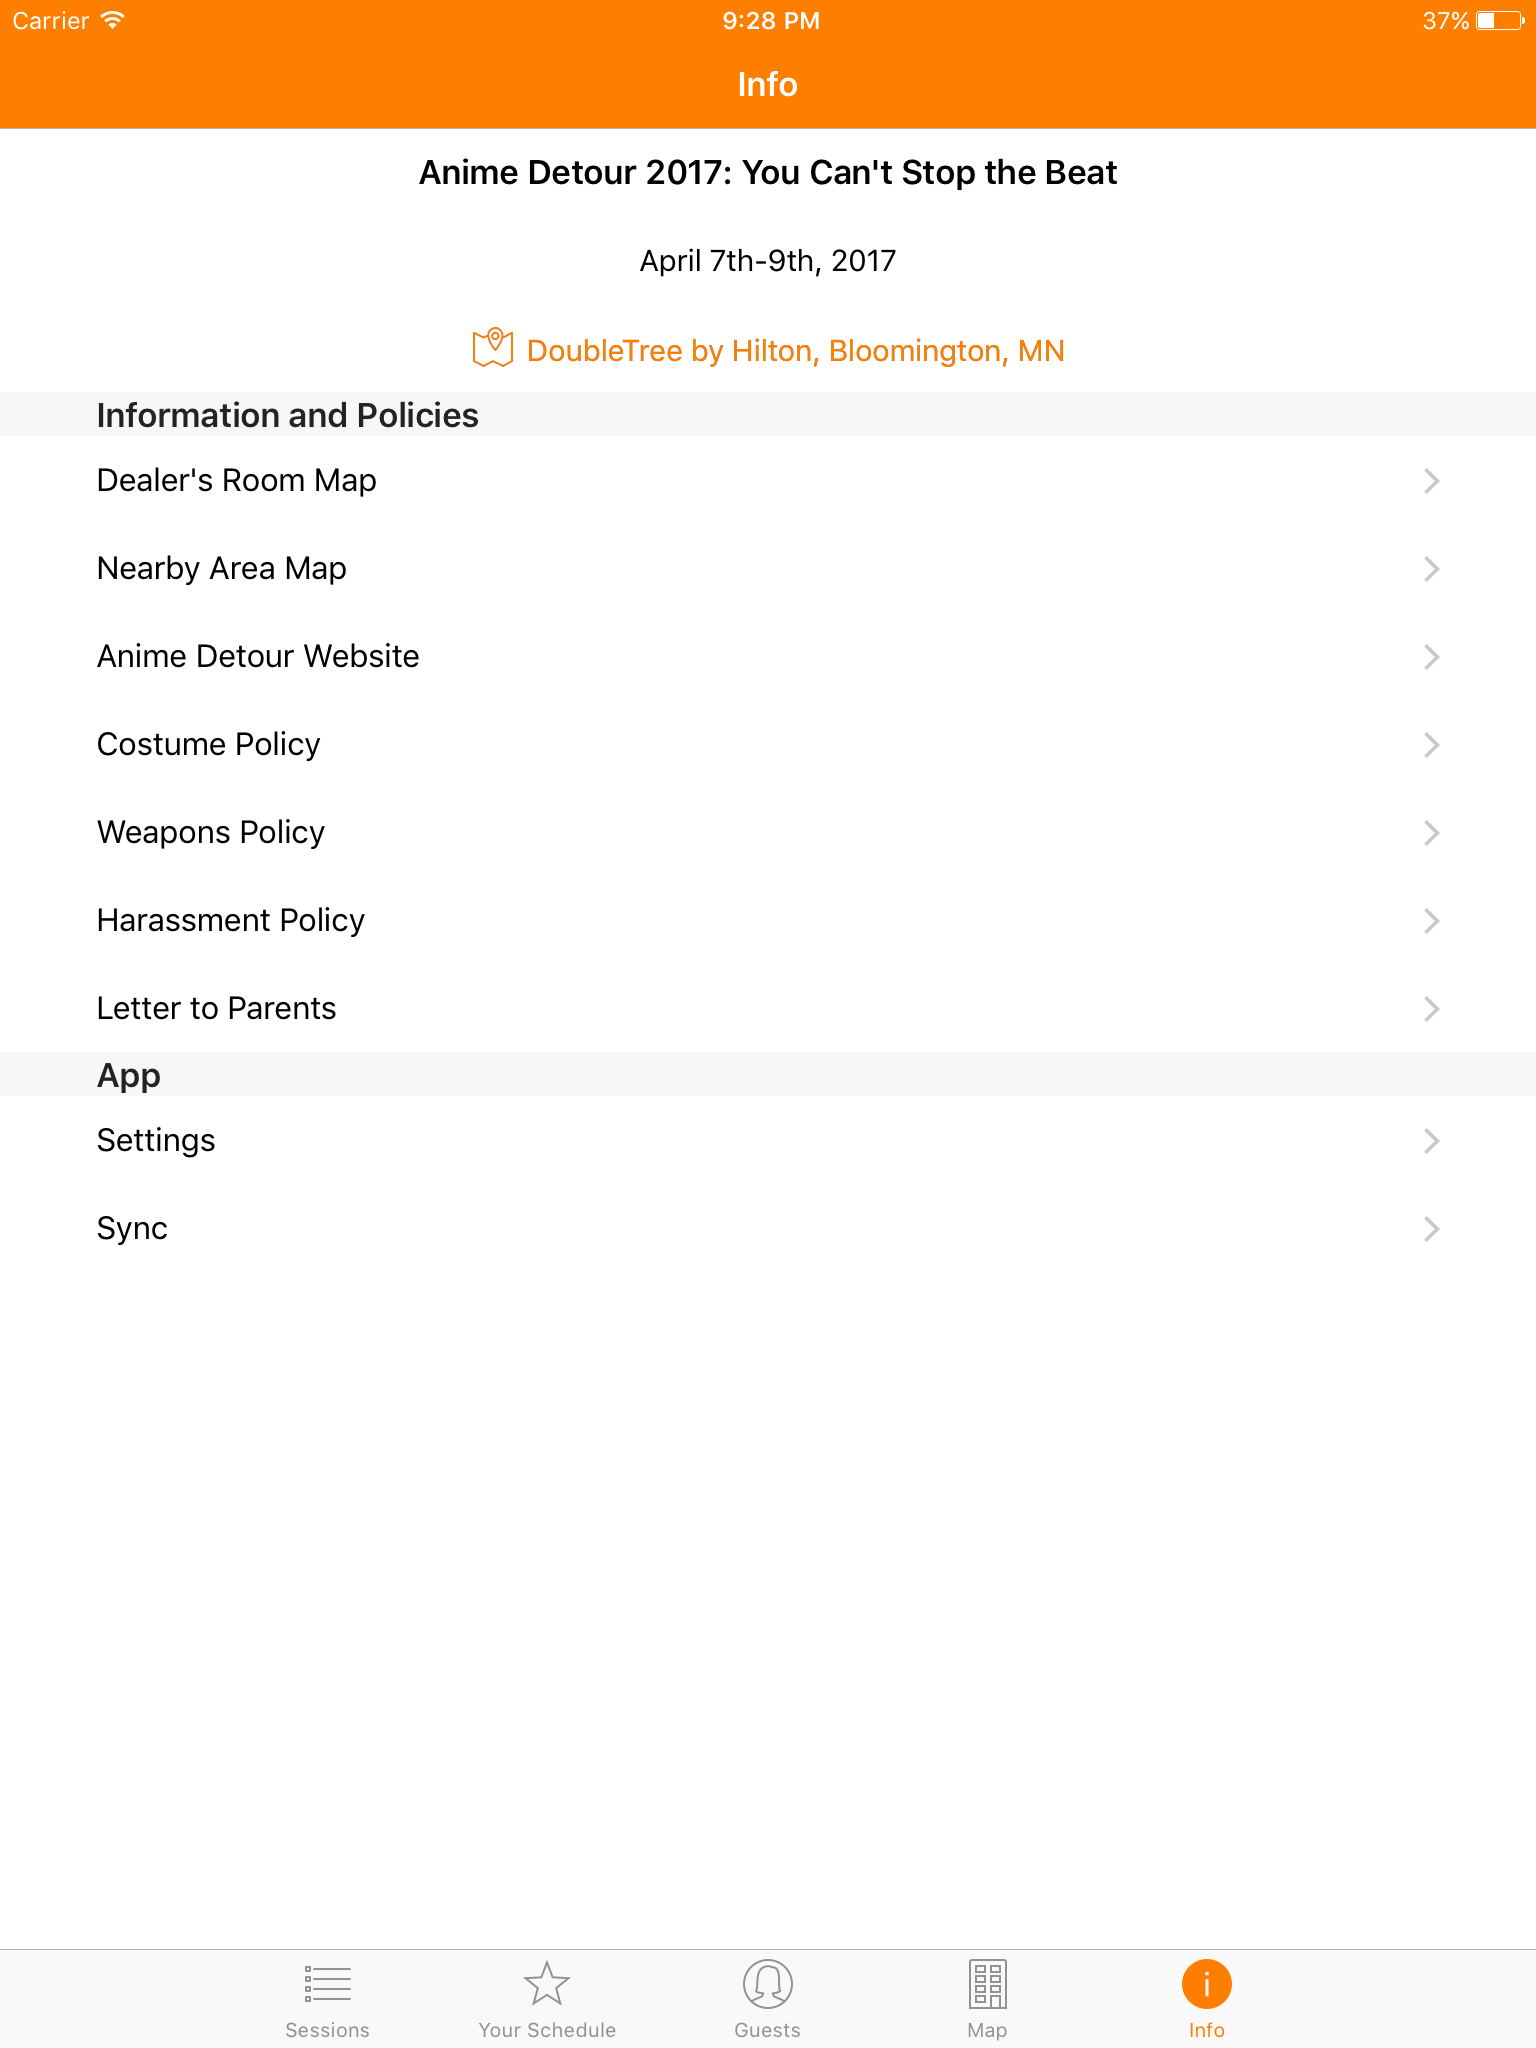 Carrier 9:28 PM 37%
Info
Anime Detour 2017: You Can't Stop the Beat
April 7th-9th, 2017
DoubleTree by Hilton, Bloomington, MN
Information and Policies
Dealer's Room Map
Nearby Area Map
Anime Detour Website
Costume Policy
Weapons Policy
Harassment Policy
Letter to Parents
App
Settings
Sync
Sessions Your Schedule Guests Map Info